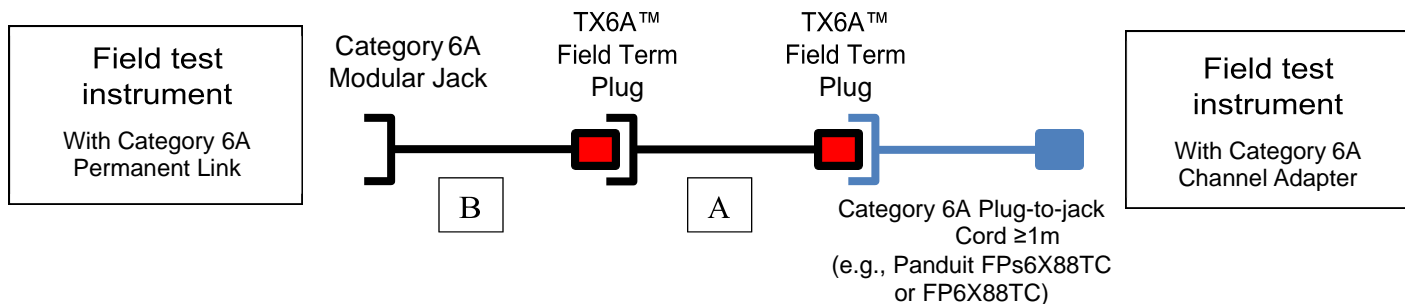 Field test
instrument
With Category 6A
Permanent Link
Category 6A
Modular Jack
TX6A™
Field Term
Plug
TX6A™
Field Term
Plug
Field test
instrument
With Category 6A
Channel Adapter
B
A
Category 6A Plug-to-jack
Cord ≥1m
(e.g., Panduit FPs6X88TC
or FP6X88TC)